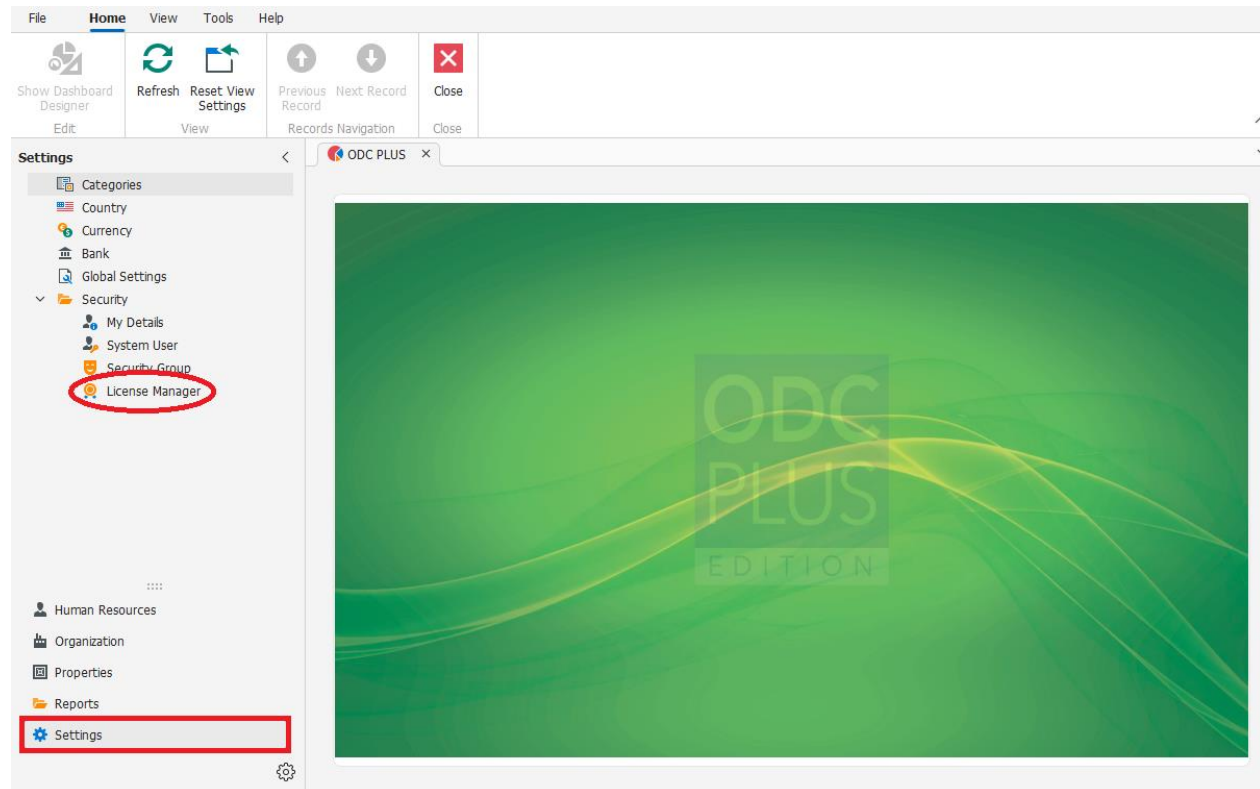 File Home View Tools Help
Show Dashboard Designer
Refresh
Reset View Settings
Previous Record
Next Record
Close
Edit
View
Records Navigation
Close
Settings
ODC PLUS
Categories
Country
Currency
Bank
Global Settings
Security
My Details
System User
Security Group
License Manager
ODC
PLUS
EDITION
Human Resources
Organization
Properties
Reports
Settings